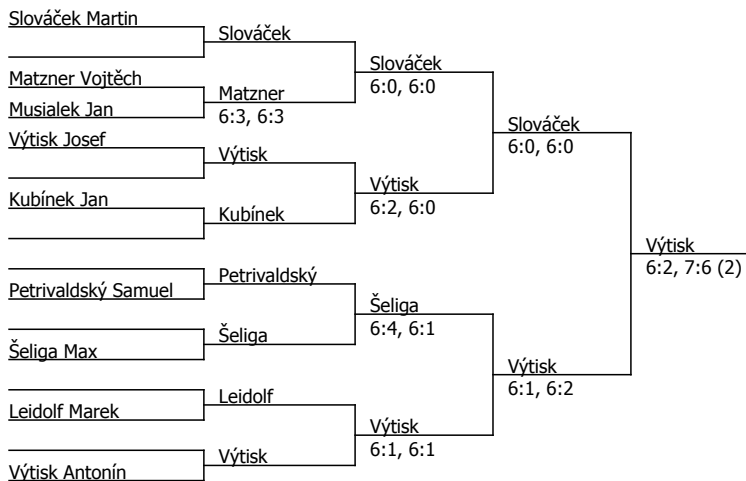 Slováček Martin
Slováček
Slováček
6:0, 6:0
Matzner Vojtěch
Matzner
6:3, 6:3
Musialek Jan
Slováček
6:0, 6:0
Výtisk Josef
Výtisk
Výtisk
6:2, 6:0
Kubínek Jan
Kubínek
Výtisk
6:2, 7:6 (2)
Petrivaldský
Petrivaldský Samuel
Šeliga
6:4, 6:1
Šeliga
Šeliga Max
Výtisk
6:1, 6:2
Leidolf
Leidolf Marek
Výtisk
6:1, 6:1
Výtisk
Výtisk Antonín